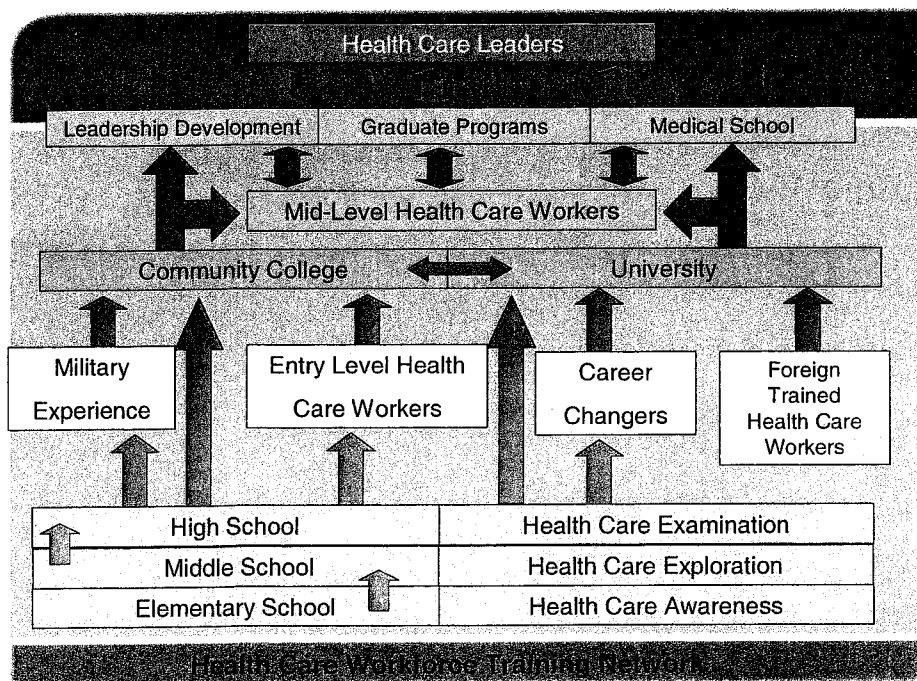 Health Care Leaders
Leadership Development
Graduate Programs
Medical School
Mid-Level Health Care Workers
Community College
University
Military
Experience
Entry Level Health
Care Workers
Career
Changers
Foreign
Trained
Health Care
Workers
High School
Health Care Examination
Middle School
Health Care Exploration
Elementary School
Health Care Awareness
Health Care Workforce Training Network